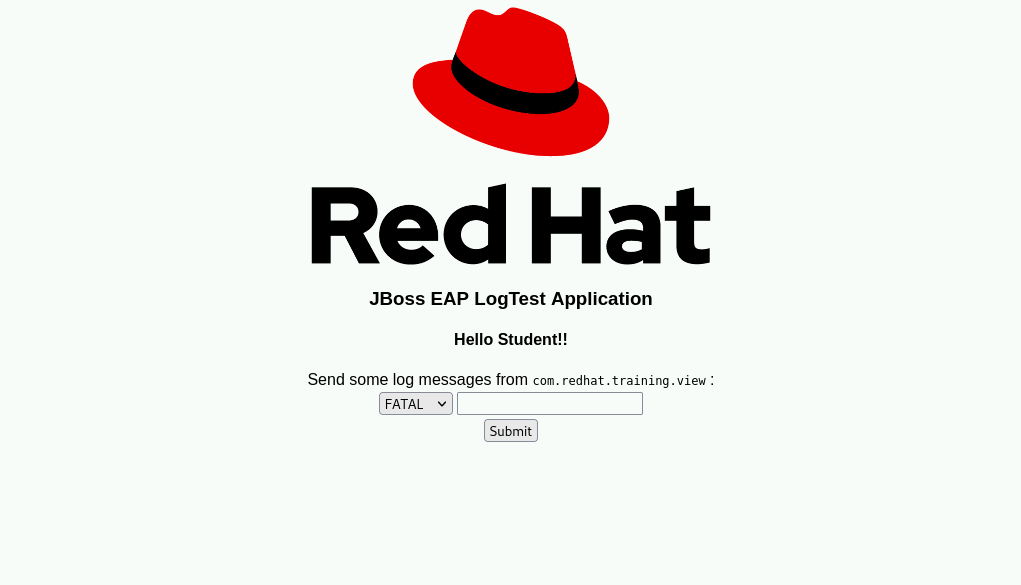 Red Hat
JBoss EAP LogTest Application
Hello Student!!
Send some log messages from com.redhat.training.view :
FATAL
Submit